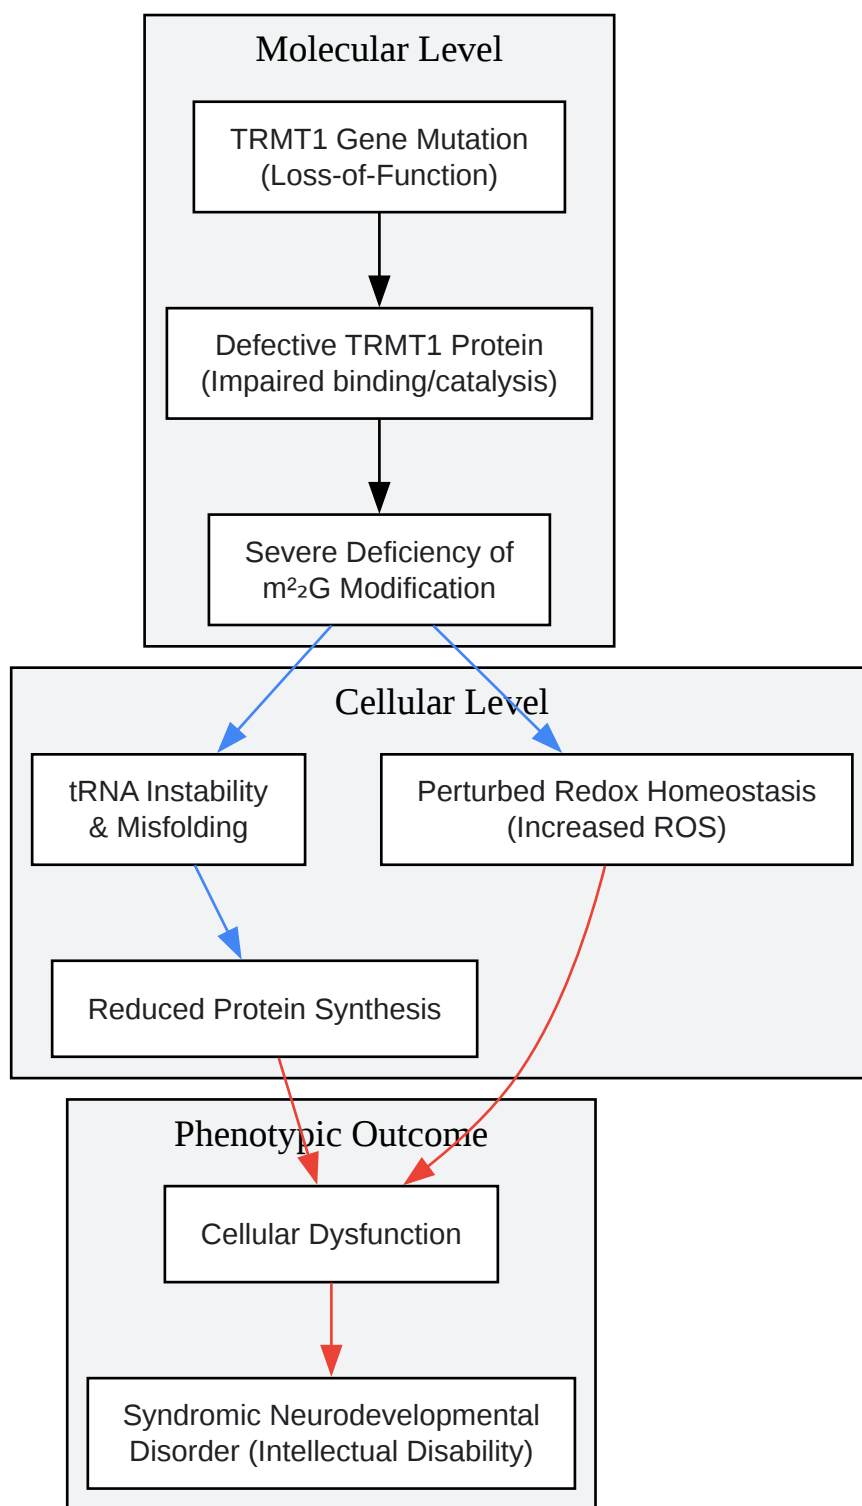 Molecular Level
TRMT1 Gene Mutation
(Loss-of-Function)
Defective TRMT1 Protein
(Impaired binding/catalysis)
Severe Deficiency of
m²₂G Modification
Cellular Level
tRNA Instability
& Misfolding
Perturbed Redox Homeostasis
(Increased ROS)
Reduced Protein Synthesis
Phenotypic Outcome
Cellular Dysfunction
Syndromic Neurodevelopmental
Disorder (Intellectual Disability)